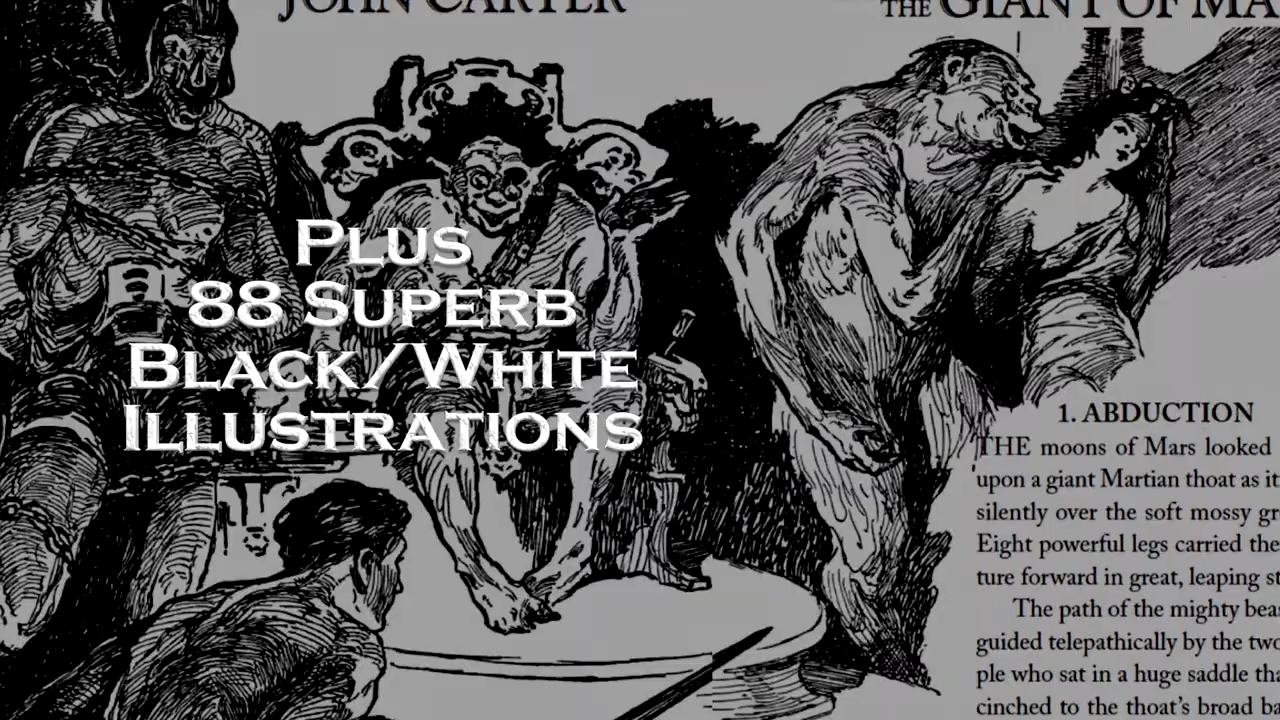 JOHN CARTER
THE GIANT OF MA
PLUS
88 SUPERB
BLACK/WHITE
ILLUSTRATIONS
1. ABDUCTION
THE moons of Mars looked
upon a giant Martian thoat as it
silently over the soft mossy gr
Eight powerful legs carried the
ture forward in great, leaping st
The path of the mighty bea
guided telepathically by the two
ple who sat in a huge saddle tha
cinched to the thoat's broad ba